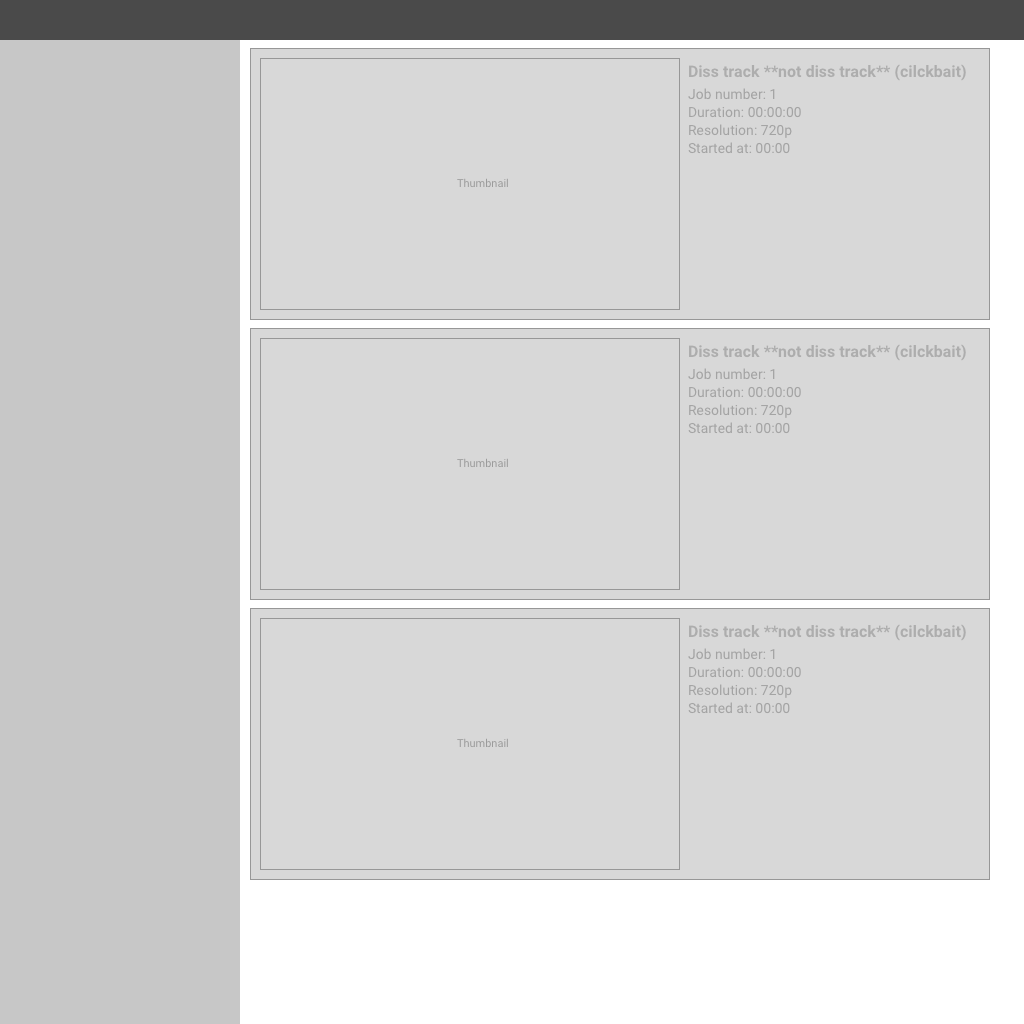 Diss track **not diss track** (cilckbait)
Job number: 1
Duration: 00:00:00
Resolution: 720p
Started at: 00:00
Thumbnail
Diss track **not diss track** (cilckbait)
Job number: 1
Duration: 00:00:00
Resolution: 720p
Started at: 00:00
Thumbnail
Diss track **not diss track** (cilckbait)
Job number: 1
Duration: 00:00:00
Resolution: 720p
Started at: 00:00
Thumbnail